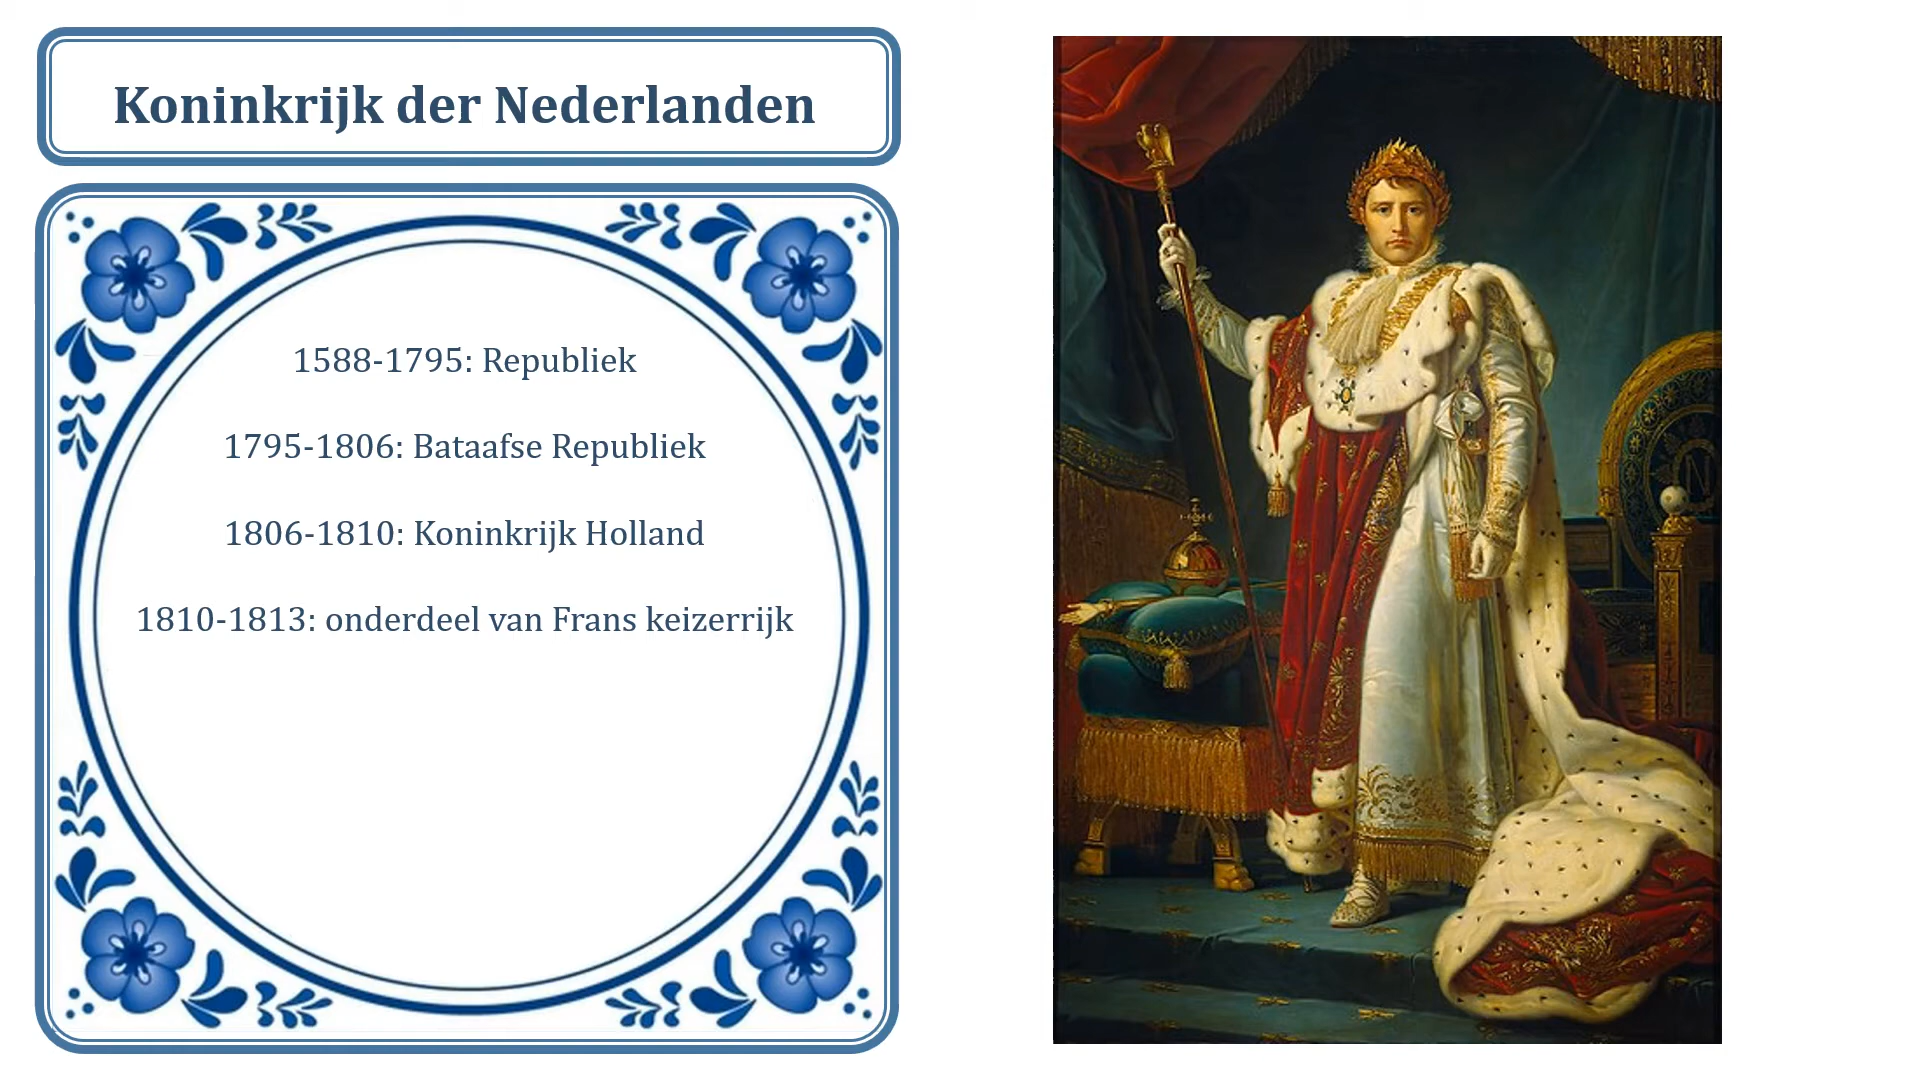 Koninkrijk der Nederlanden
1588-1795: Republiek
1795-1806: Bataafse Republiek
1806-1810: Koninkrijk Holland
1810-1813: onderdeel van Frans keizerrijk
N